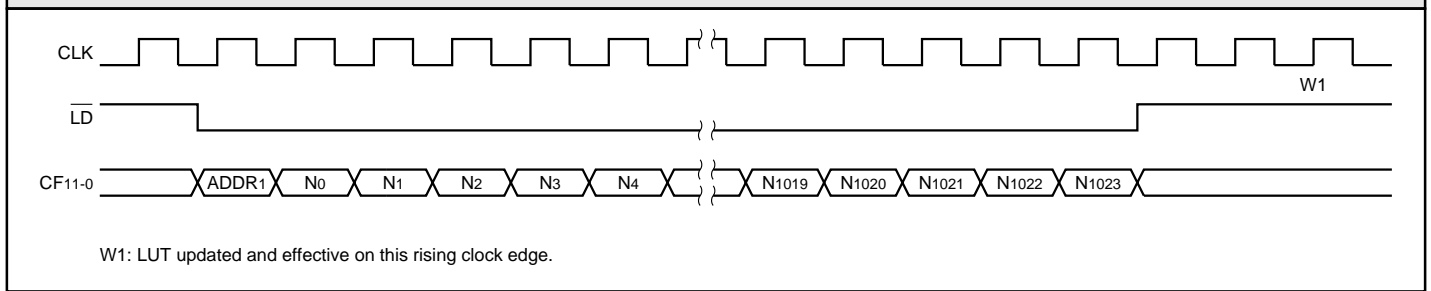 CLK
W1
LD
CF11-0 ADDR1 N0 N1 N2 N3 N4 N1019 N1020 N1021 N1022 N1023
W1: LUT updated and effective on this rising clock edge.